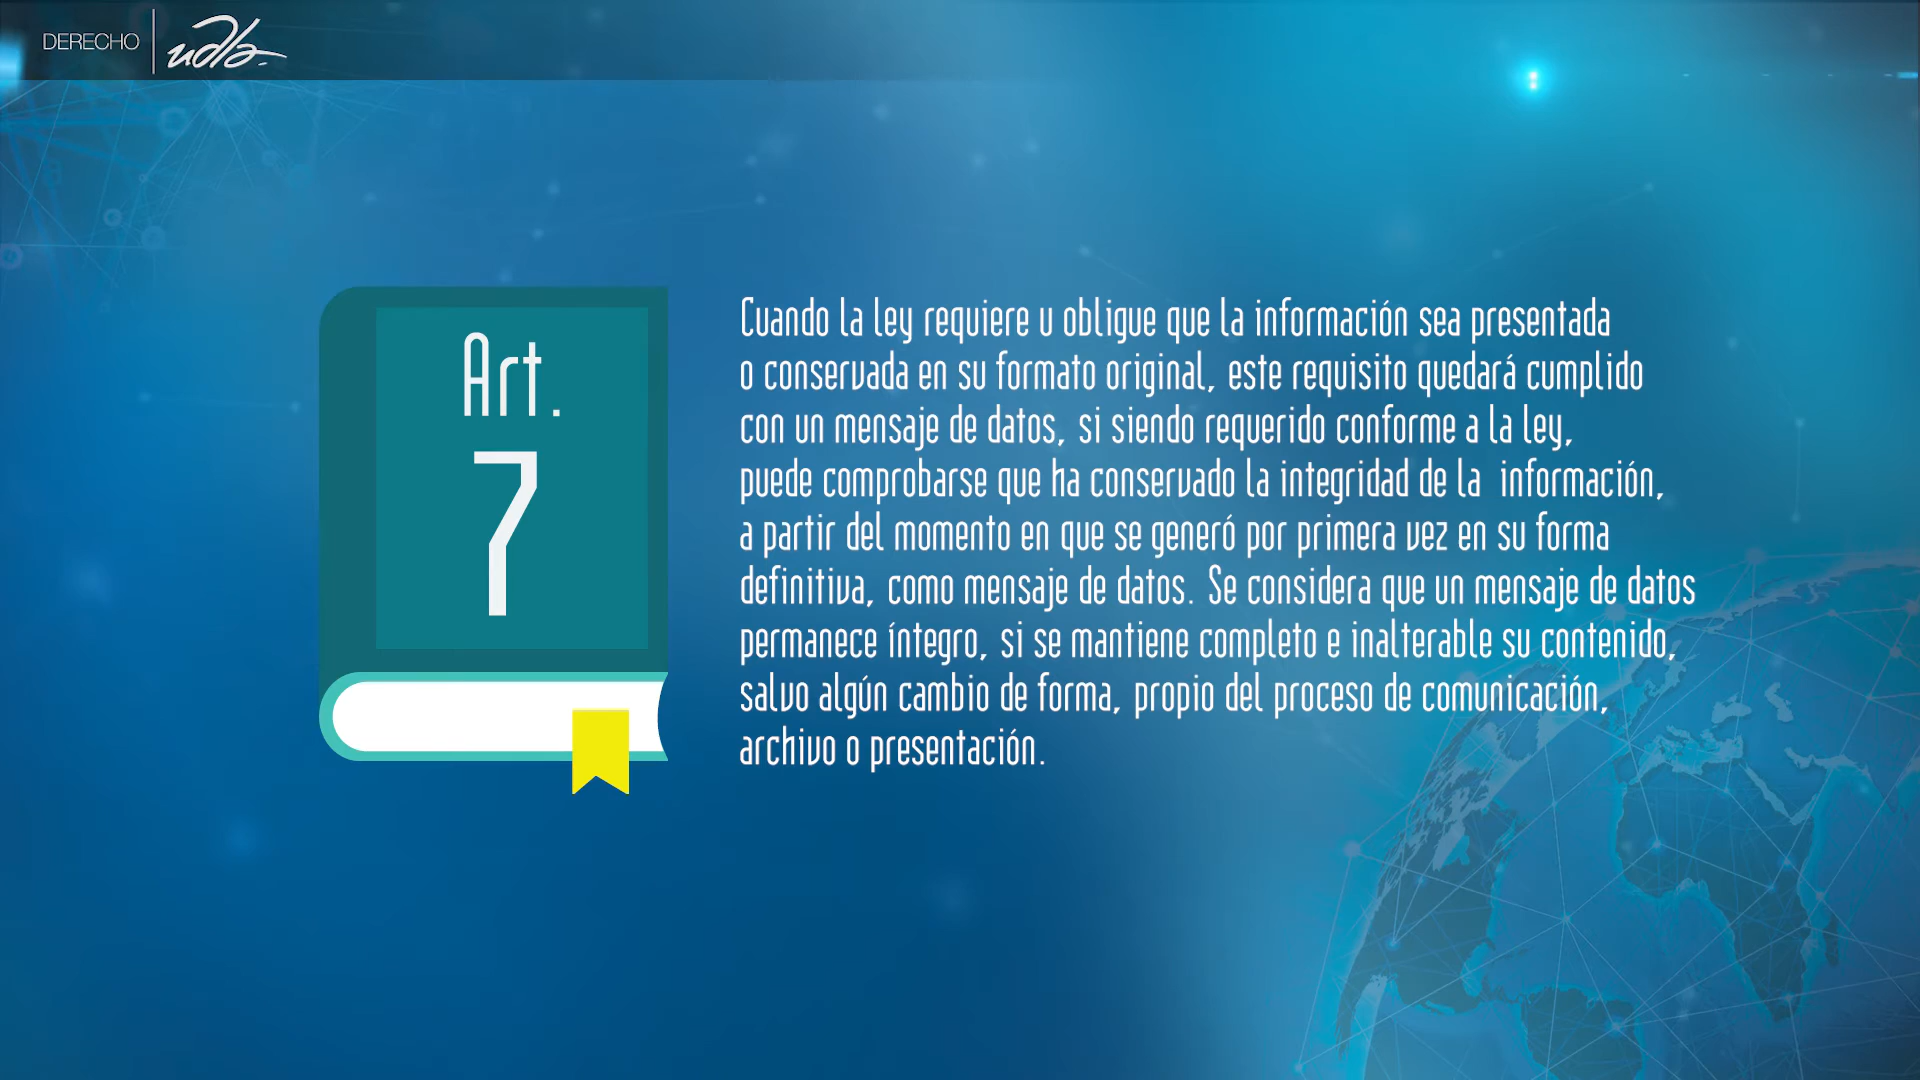 DERECHO udla-
Art.
7
Cuando la ley requiere u obligue que la información sea presentada
o conservada en su formato original, este requisito quedará cumplido
con un mensaje de datos, si siendo requerido conforme a la ley,
puede comprobarse que ha conservado la integridad de la información,
a partir del momento en que se generó por primera vez en su forma
definitiva, como mensaje de datos. Se considera que un mensaje de datos
permanece íntegro, si se mantiene completo e inalterable su contenido,
salvo algún cambio de forma, propio del proceso de comunicación,
archivo o presentación.